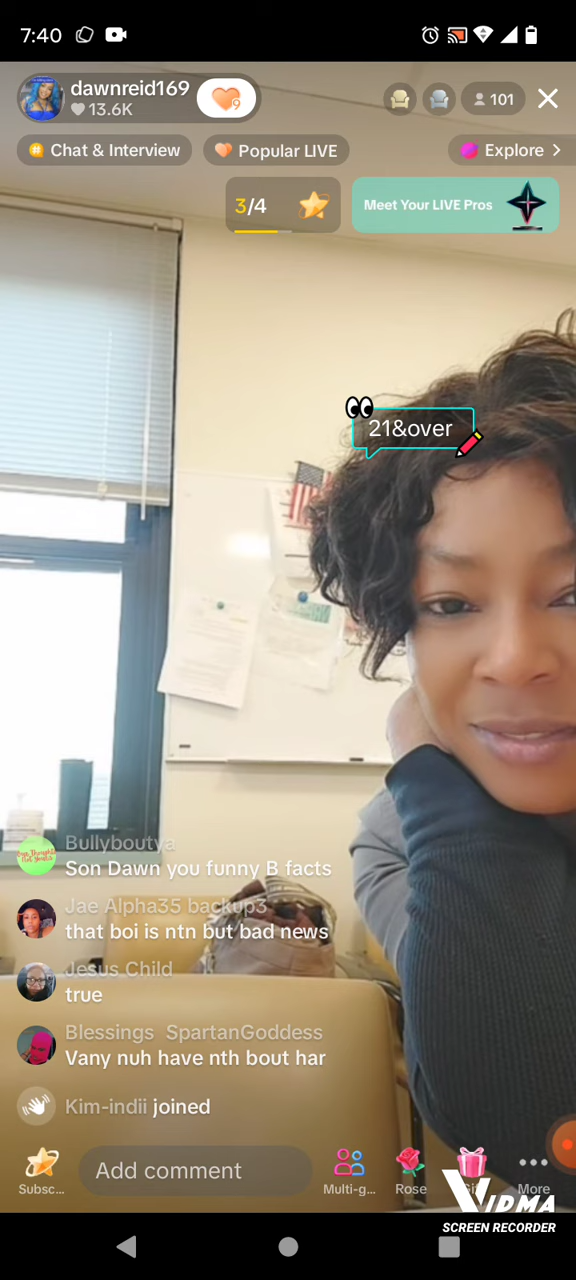 7:40
dawnreid169
13.6K
101
Chat & Interview
Popular LIVE
Explore >
3/4
Meet Your LIVE Pros
21&over
Bullyboutya
Son Dawn you funny B facts
Jae Alpha35 backup3
that boi is ntn but bad news
Jesus Child
true
Blessings SpartanGoddess
Vany nuh have nth bout har
Kim-indii joined
Add comment
Subsc...
Multi-g...
Rose
More
VIDMA
SCREEN RECORDER